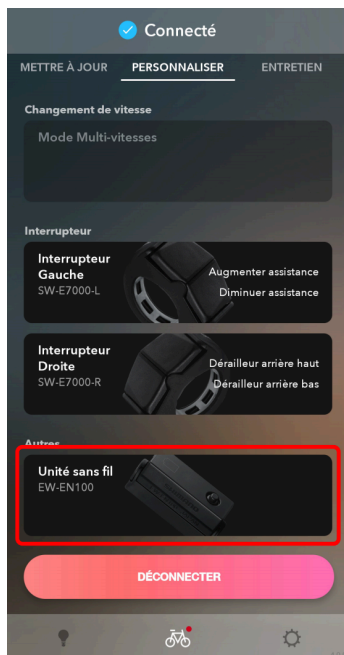 Connecté
METTRE À JOUR PERSONNALISER ENTRETIEN
Changement de vitesse
Mode Multi-vitesses
Interrupteur
Interrupteur
Gauche
SW-E7000-L
Augmenter assistance
Diminuer assistance
Interrupteur
Droite
SW-E7000-R
Dérailleur arrière haut
Dérailleur arrière bas
Autres
Unité sans fil
EW-EN100
DÉCONNECTER